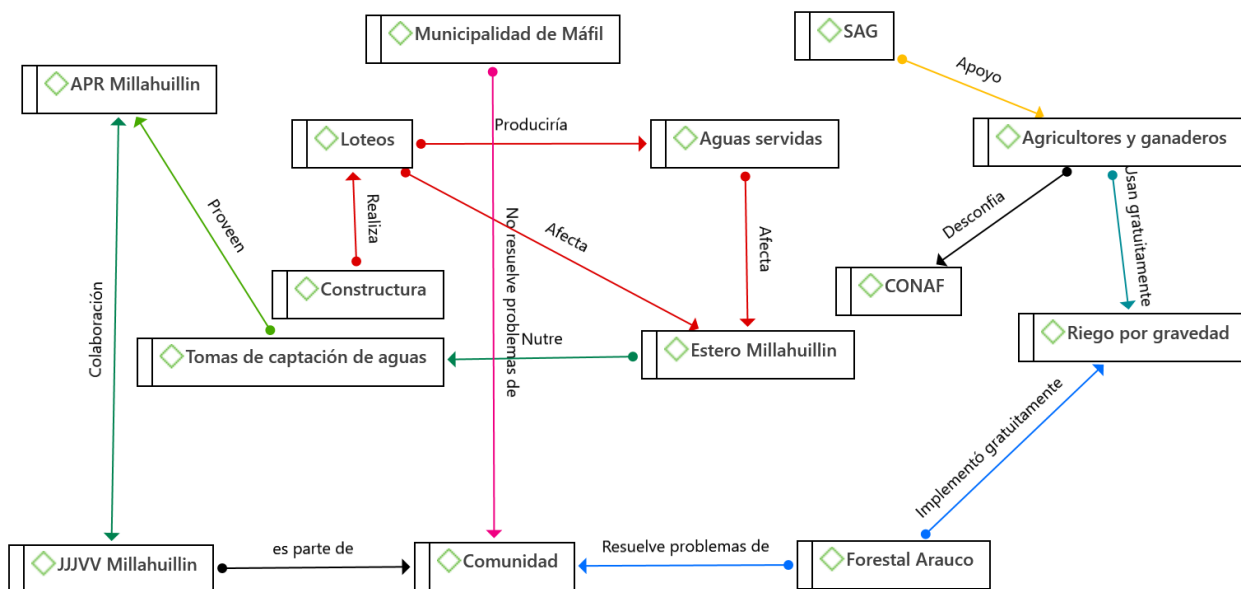 Municipalidad de Máfil
SAG
APR Millahuillin
Apoyo
Produciría
Loteos
Aguas servidas
Agricultores y ganaderos
Proveen
Realiza
Afecta
No resuelve problemas de
Afecta
Desconfia
Usan gratuitamente
Colaboración
Constructura
CONAF
Riego por gravedad
Tomas de captación de aguas
Nutre
Estero Millahuillin
Implementó gratuitamente
JJJVV Millahuillin
es parte de
Comunidad
Resuelve problemas de
Forestal Arauco